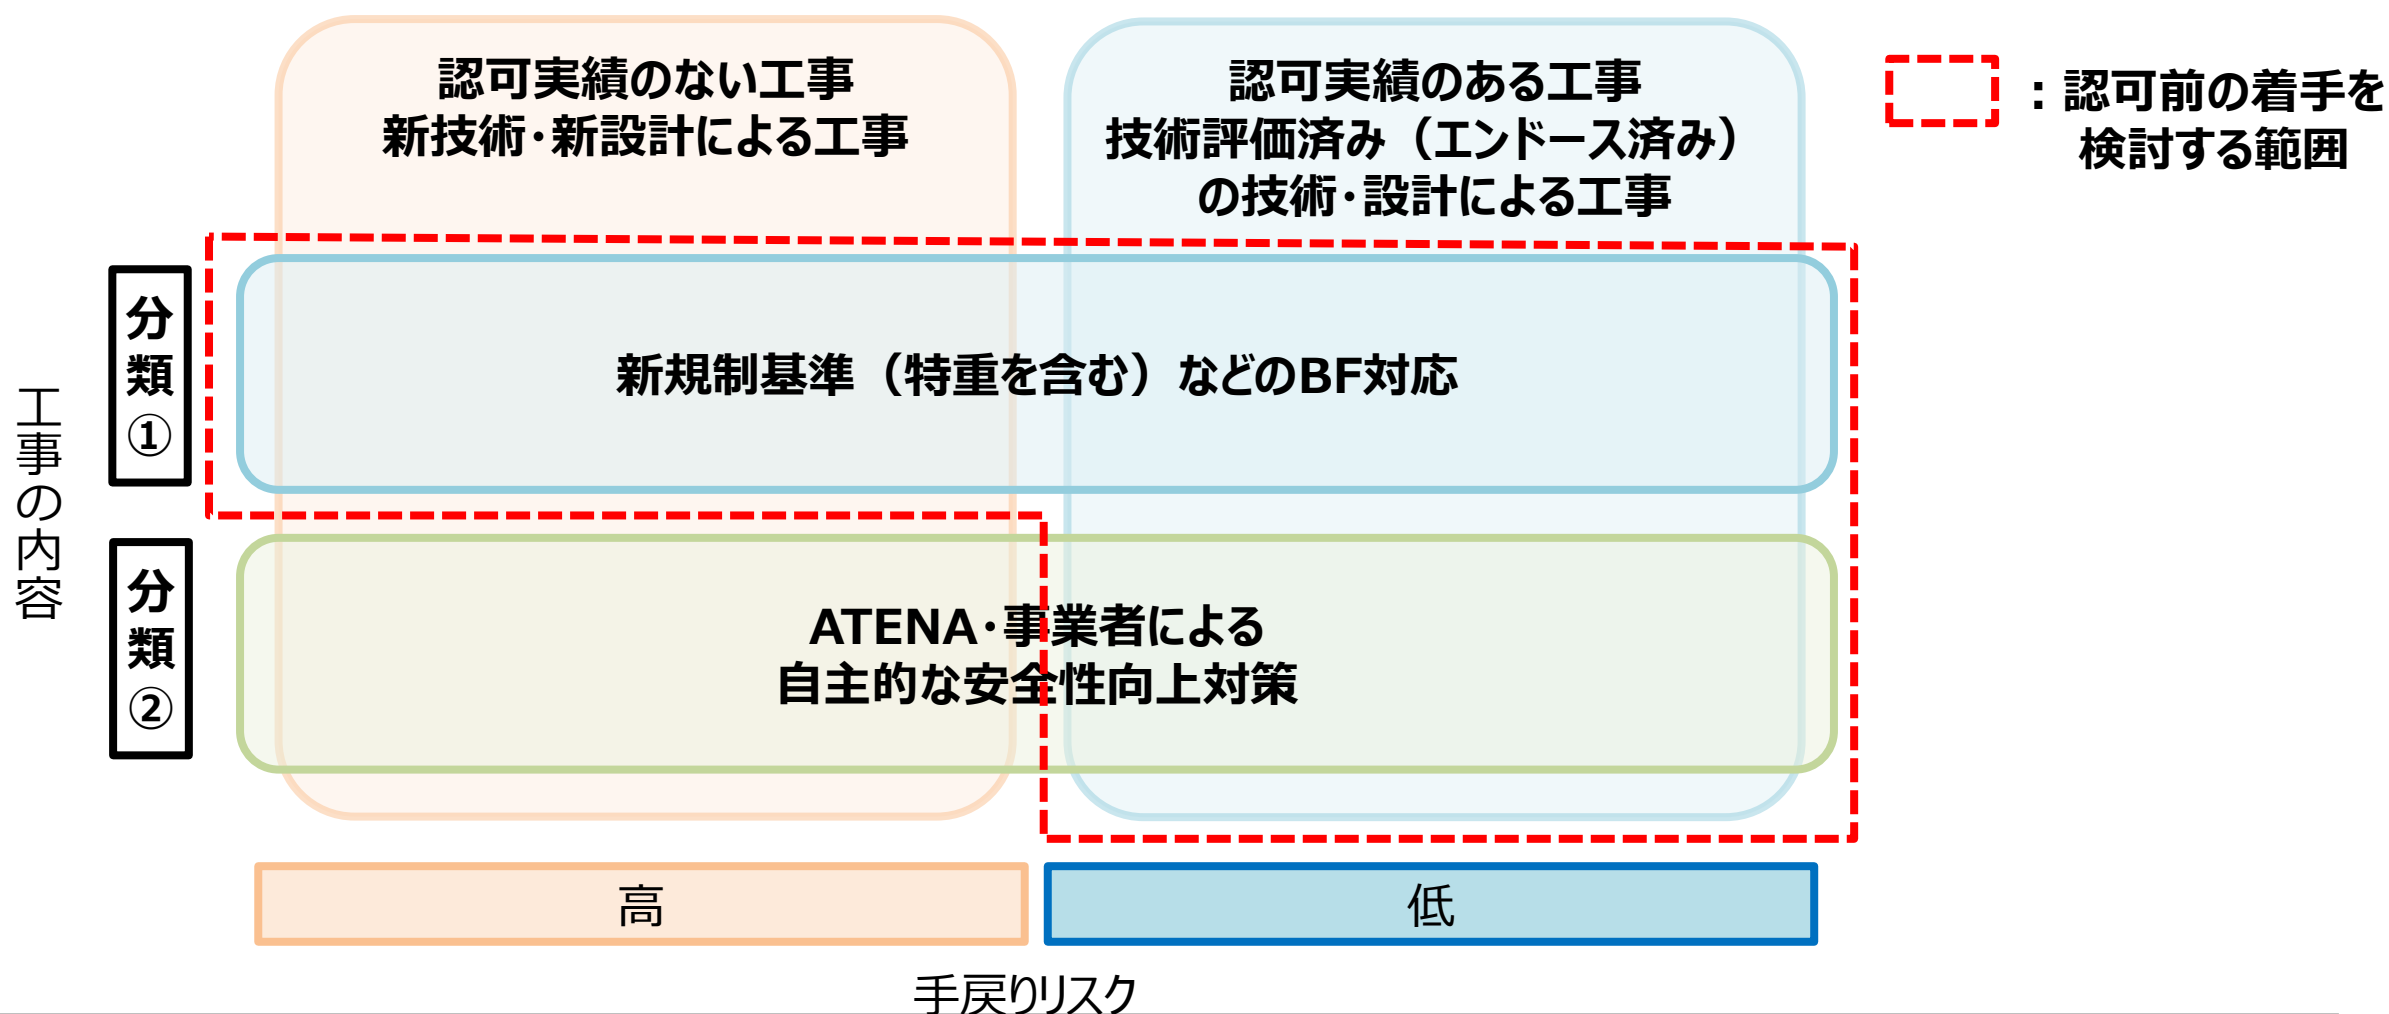 認可実績のない工事
新技術・新設計による工事
認可実績のある工事
技術評価済み（エンドース済み）
の技術・設計による工事
：認可前の着手を
検討する範囲
工事の内容
分類①
新規制基準（特重を含む）などのBF対応
分類②
ATENA・事業者による
自主的な安全性向上対策
高
低
手戻りリスク